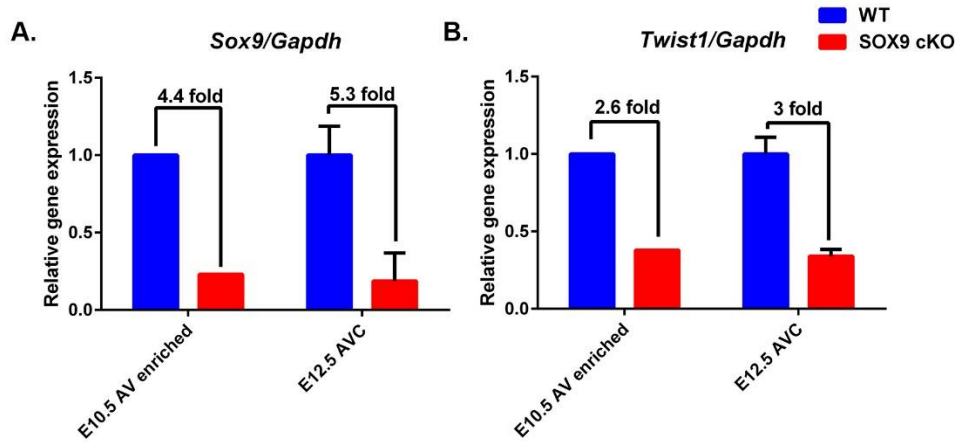 WT
SOX9 cKO
A.
Sox9/Gapdh
Relative gene expression
1.5
1.0
0.5
0.0
4.4 fold
5.3 fold
E10.5 AV enriched
E12.5 AVC
B.
Twist1/Gapdh
Relative gene expression
1.5
1.0
0.5
0.0
2.6 fold
3 fold
E10.5 AV enriched
E12.5 AVC